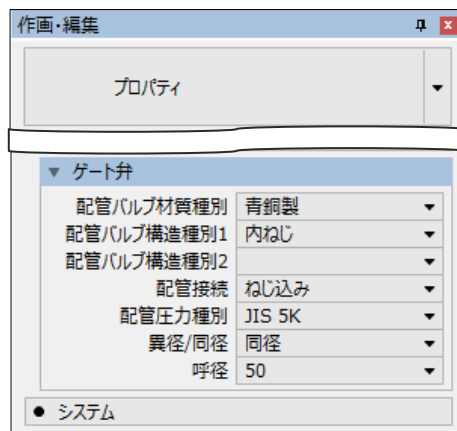 作画・編集
プロパティ
ゲート弁
配管バルブ材質種別 青銅製
配管バルブ構造種別1 内ねじ
配管バルブ構造種別2
配管接続 ねじ込み
配管圧力種別 JIS 5K
異径/同径 同径
呼径 50
システム